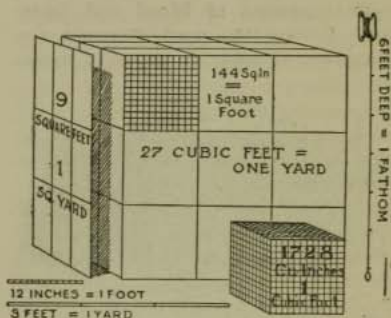 9
SQUARE FEET
1
SQ. YARD
144 Sq In
=
1 Square
Foot
27 CUBIC FEET =
ONE YARD
1728
Cu Inches
1
Cubic Foot
6 FEET DEEP = 1 FATHOM
12 INCHES = 1 FOOT
3 FEET = 1 YARD